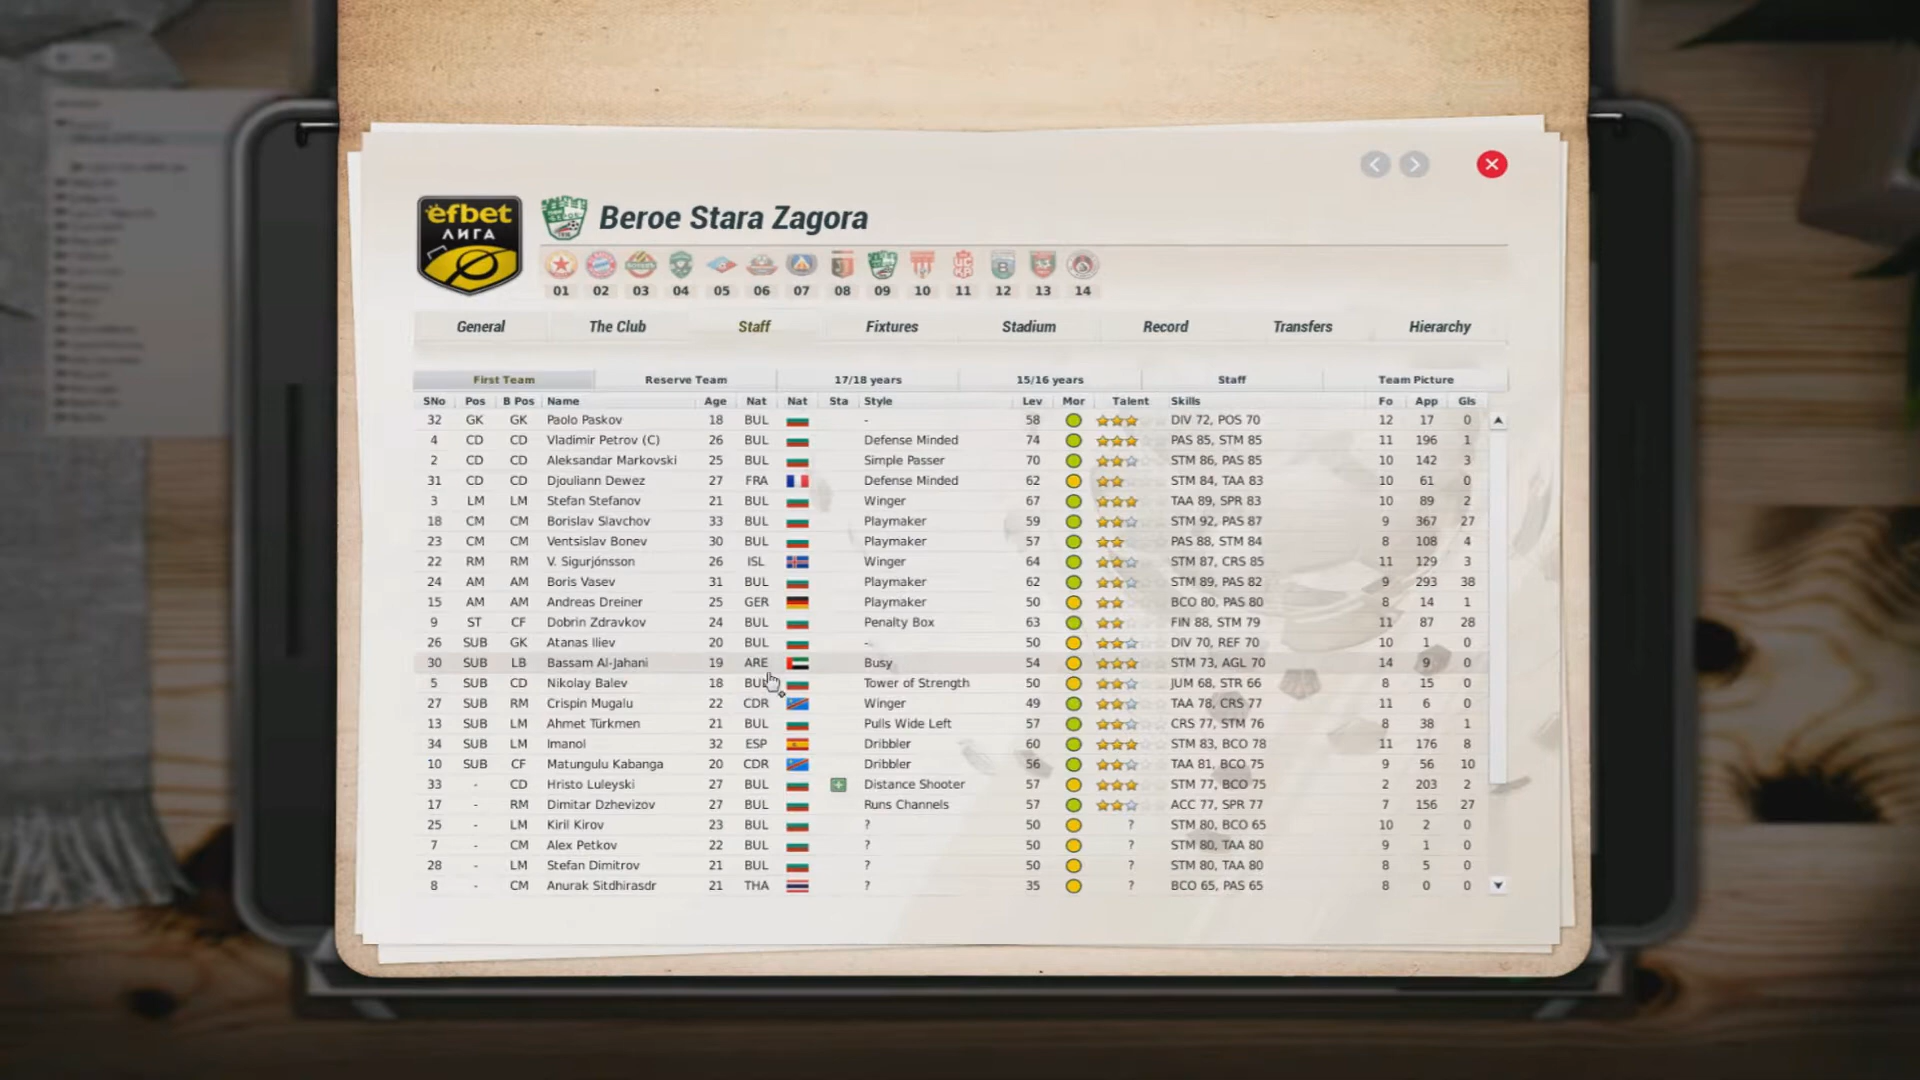 efbet
ЛИГА
Beroe Stara Zagora
01 02 03 04 05 06 07 08 09 10 11 12 13 14
General The Club Staff Fixtures Stadium Record Transfers Hierarchy
First Team Reserve Team 17/18 years 15/16 years Staff Team Picture
SNo Pos B Pos Name Age Nat Nat Sta Style Lev Mor Talent Skills Fo App Gls
32 GK GK Paolo Paskov 18 BUL - 58 DIV 72, POS 70 12 17 0
4 CD CD Vladimir Petrov (C) 26 BUL Defense Minded 74 PAS 85, STM 85 11 196 1
2 CD CD Aleksandar Markovski 25 BUL Simple Passer 70 STM 86, PAS 85 10 142 3
31 CD CD Djouliann Dewez 27 FRA Defense Minded 62 STM 84, TAA 83 10 61 0
3 LM LM Stefan Stefanov 21 BUL Winger 67 TAA 89, SPR 83 10 89 2
18 CM CM Borislav Slavchov 33 BUL Playmaker 59 STM 92, PAS 87 9 367 27
23 CM CM Ventsislav Bonev 30 BUL Playmaker 57 PAS 88, STM 84 8 108 4
22 RM RM V. Sigurjónsson 26 ISL Winger 64 STM 87, CRS 85 11 129 3
24 AM AM Boris Vasev 31 BUL Playmaker 62 STM 89, PAS 82 9 293 38
15 AM AM Andreas Dreiner 25 GER Playmaker 50 BCO 80, PAS 80 8 14 1
9 ST CF Dobrin Zdravkov 24 BUL Penalty Box 63 FIN 88, STM 79 11 87 28
26 SUB GK Atanas Iliev 20 BUL - 50 DIV 70, REF 70 10 1 0
30 SUB LB Bassam Al-Jahani 19 ARE Busy 54 STM 73, AGL 70 14 9 0
5 SUB CD Nikolay Balev 18 BUL Tower of Strength 50 JUM 68, STR 66 8 15 0
27 SUB RM Crispin Mugalu 22 CDR Winger 49 TAA 78, CRS 77 11 6 0
13 SUB LM Ahmet Türkmen 21 BUL Pulls Wide Left 57 CRS 77, STM 76 8 38 1
34 SUB LM Imanol 32 ESP Dribbler 60 STM 83, BCO 78 11 176 8
10 SUB CF Matungulu Kabanga 20 CDR Dribbler 56 TAA 81, BCO 75 9 56 10
33 - CD Hristo Luleyski 27 BUL Distance Shooter 57 STM 77, BCO 75 2 203 2
17 - RM Dimitar Dzhevizov 27 BUL Runs Channels 57 ACC 77, SPR 77 7 156 27
25 - LM Kiril Kirov 23 BUL ? 50 ? STM 80, BCO 65 10 2 0
7 - CM Alex Petkov 22 BUL ? 50 ? STM 80, TAA 80 9 1 0
28 - LM Stefan Dimitrov 21 BUL ? 50 ? STM 80, TAA 80 8 5 0
8 - CM Anurak Sitdhirasdr 21 THA ? 35 ? BCO 65, PAS 65 8 0 0